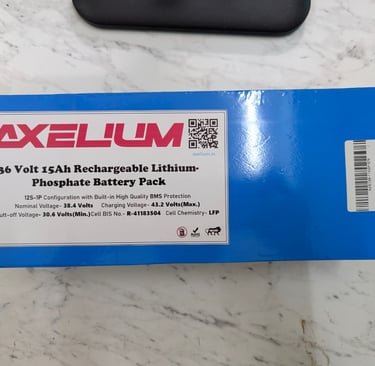 AXELIUM
36 Volt 15Ah Rechargeable Lithium-
Phosphate Battery Pack
12S-1P Configuration with Built-in High Quality BMS Protection
Nominal Voltage- 38.4 Volts Charging Voltage- 43.2 Volts(Max.)
ut-off Voltage- 30.6 Volts(Min.) Cell BIS No.- R-41183504 Cell Chemistry- LFP